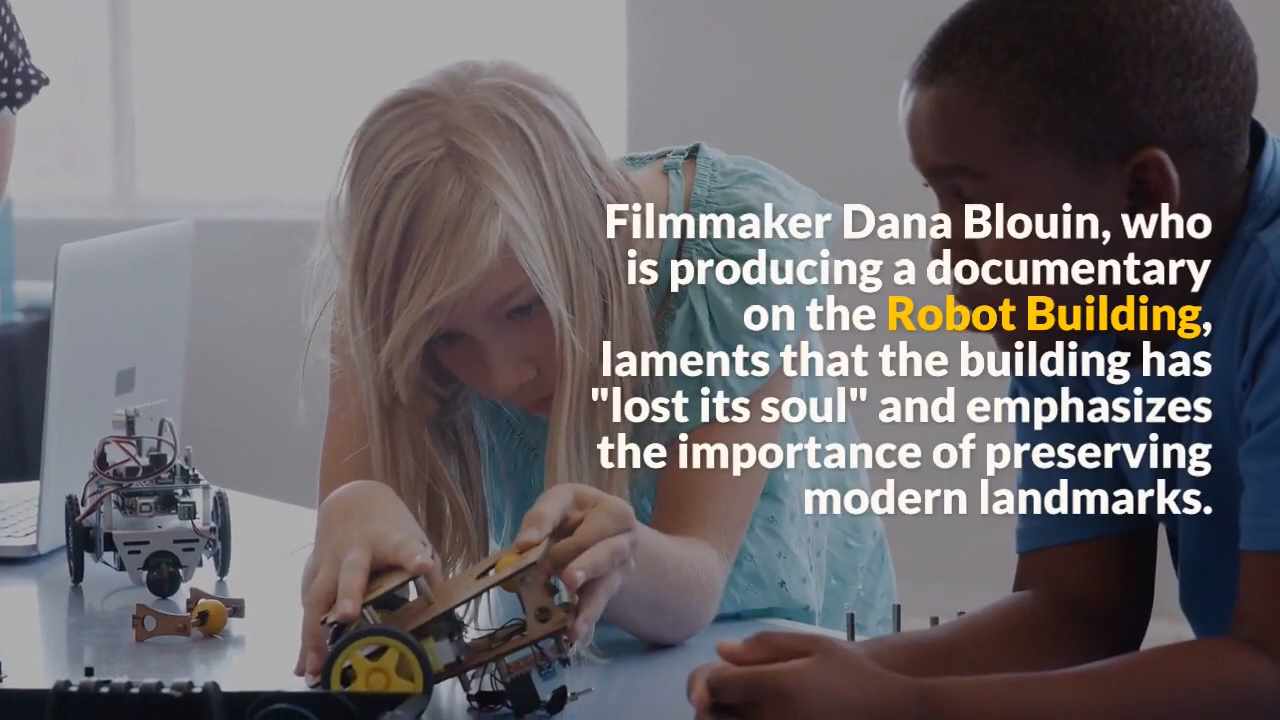 Filmmaker Dana Blouin, who
is producing a documentary
on the Robot Building,
laments that the building has
"lost its soul" and emphasizes
the importance of preserving
modern landmarks.